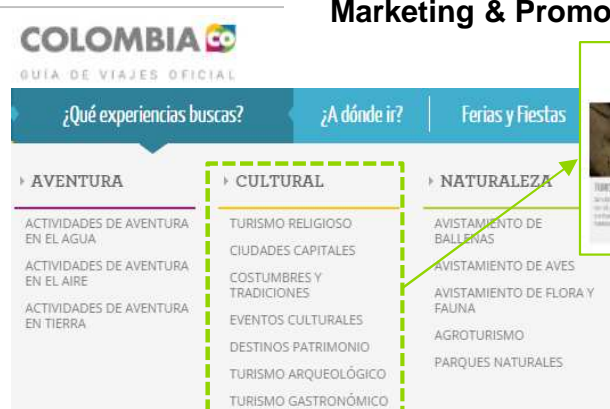 Marketing & Promo
COLOMBIA CO
GUÍA DE VIAJES OFICIAL
¿Qué experiencias buscas?
¿A dónde ir?
Ferias y Fiestas
AVENTURA
ACTIVIDADES DE AVENTURA
EN EL AGUA
ACTIVIDADES DE AVENTURA
EN EL AIRE
ACTIVIDADES DE AVENTURA
EN TIERRA
CULTURAL
TURISMO RELIGIOSO
CIUDADES CAPITALES
COSTUMBRES Y
TRADICIONES
EVENTOS CULTURALES
DESTINOS PATRIMONIO
TURISMO ARQUEOLÓGICO
TURISMO GASTRONÓMICO
NATURALEZA
AVISTAMIENTO DE
BALLENAS
AVISTAMIENTO DE AVES
AVISTAMIENTO DE FLORA Y
FAUNA
AGROTURISMO
PARQUES NATURALES